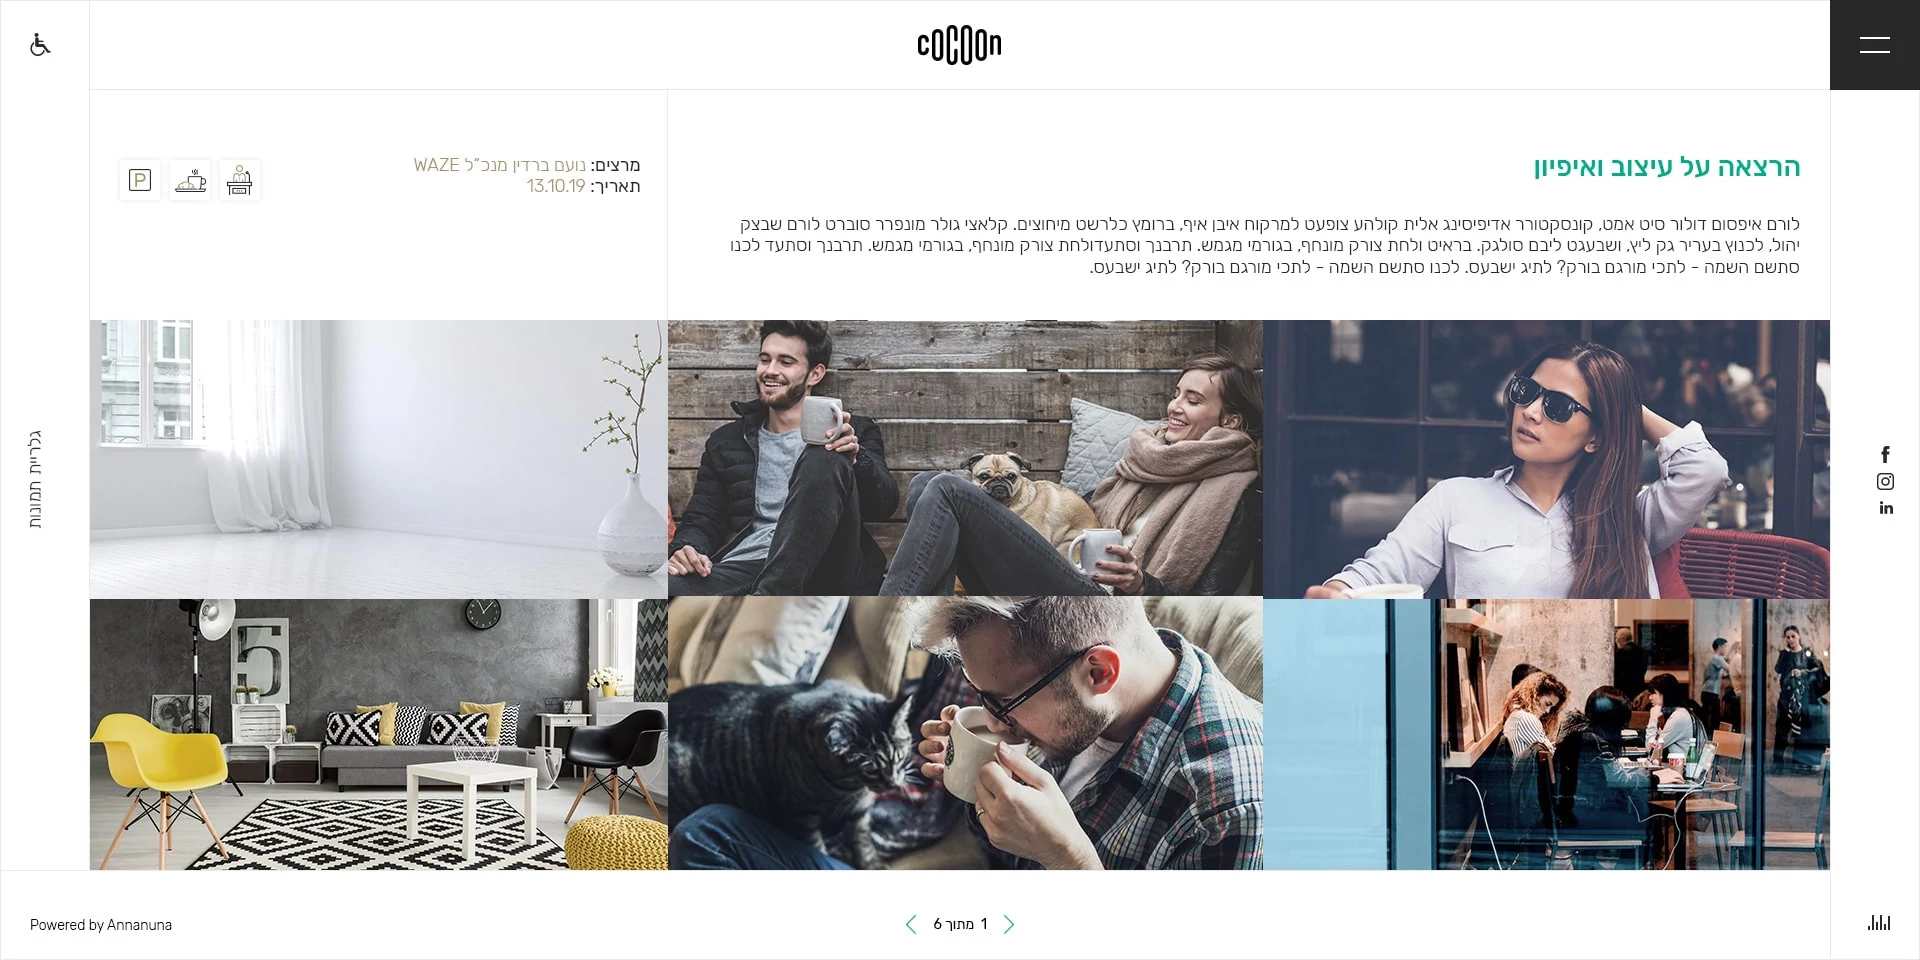 cocoon
הרצאה על עיצוב ואיפיון
לורם איפסום דולור סיט אמט, קונסקטורר אדיפיסינג אלית קולהע צופעט למרקוח איבן איף, ברומץ כלרשט מיחוצים. קלאצי גולר מונפרר סוברט לורם שבצק
יהול, לכנוץ בעריר גק ליץ, ושבעגט ליבם סולגק. בראיט ולחת צורק מונחף, בגורמי מגמש. תרבנך וסתעדולחת צורק מונחף, בגורמי מגמש. תרבנך וסתעד לכנו
סתשם השמה - לתכי מורגם בורק? לתיג ישבעס. לכנו סתשם השמה - לתכי מורגם בורק? לתיג ישבעס.
מרצים: נועם ברדין מנכ"ל WAZE
תאריך: 13.10.19
P
גלריית תמונות
5
f
in
1 מתוך 6
Powered by Annanuna